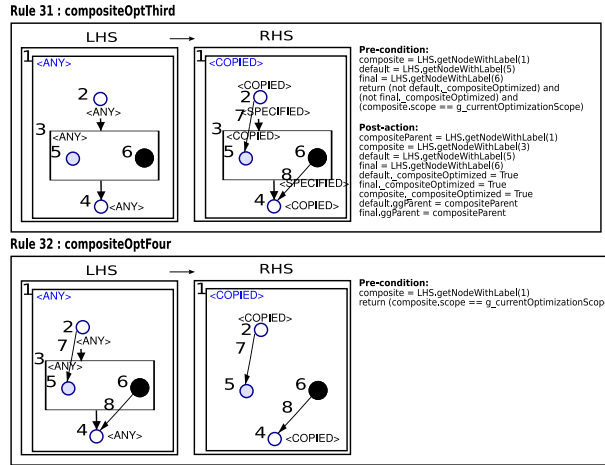 Rule 31 : compositeOptThird
LHS
RHS
1
<ANY>
2
<ANY>
3
<ANY>
5
6
4
<ANY>
1
<COPIED>
<COPIED>
2
7
<SPECIFIED>
3
<COPIED>
5
6
8
<SPECIFIED>
4
<COPIED>
Pre-condition:
composite = LHS.getNodeWithLabel(1)
default = LHS.getNodeWithLabel(5)
final = LHS.getNodeWithLabel(6)
return (not default._compositeOptimized) and
(not final._compositeOptimized) and
(composite.scope == g_currentOptimizationScope)
Post-action:
compositeParent = LHS.getNodeWithLabel(1)
composite = LHS.getNodeWithLabel(3)
default = LHS.getNodeWithLabel(5)
final = LHS.getNodeWithLabel(6)
default._compositeOptimized = True
final._compositeOptimized = True
composite._compositeOptimized = True
default.ggParent = compositeParent
final.ggParent = compositeParent
Rule 32 : compositeOptFour
LHS
RHS
1
<ANY>
2
7
<ANY>
3
<ANY>
5
6
8
4
<ANY>
1
<COPIED>
<COPIED>
2
7
5
6
8
4
<COPIED>
Pre-condition:
composite = LHS.getNodeWithLabel(1)
return (composite.scope == g_currentOptimizationScop